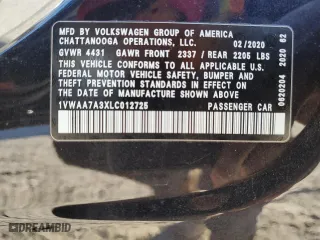 MFD BY VOLKSWAGEN GROUP OF AMERICA
CHATTANOOGA OPERATIONS, LLC. 02/2020
GVWR 4431 GAWR FRONT 2337 / REAR 2205 LBS
THIS VEHICLE CONFORMS TO ALL APPLICABLE U.S.
FEDERAL MOTOR VEHICLE SAFETY, BUMPER AND
THEFT PREVENTION STANDARDS IN EFFECT ON THE
DATE OF MANUFACTURE SHOWN ABOVE.
1VWAA7A3XLC012725 PASSENGER CAR
0620204 2020 62
DREAMBID